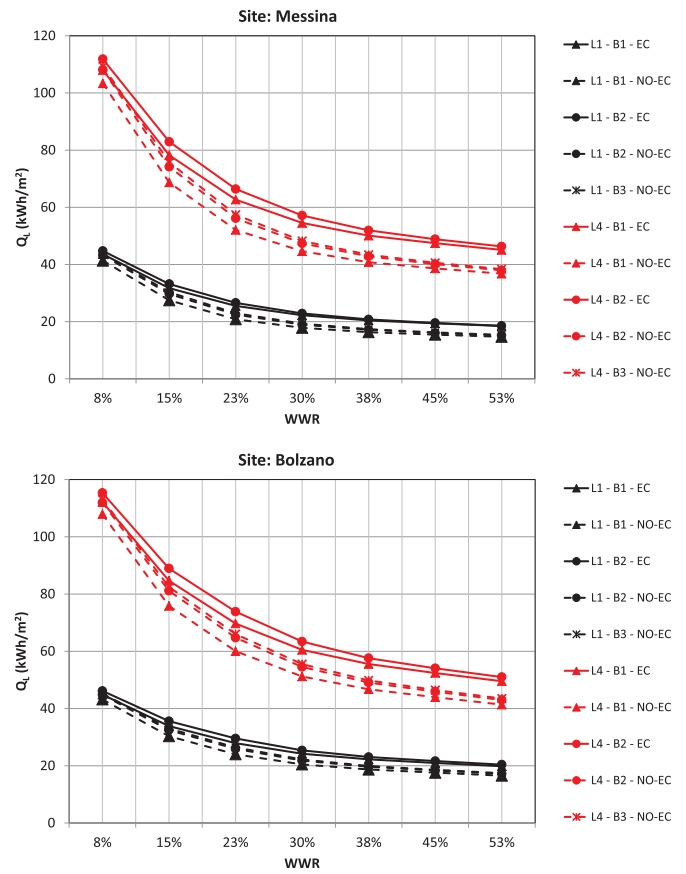 Site: Messina
120
100
80
60
40
20
0
Q_L (kWh/m²)
8% 15% 23% 30% 38% 45% 53%
WWR
L1 - B1 - EC
L1 - B1 - NO-EC
L1 - B2 - EC
L1 - B2 - NO-EC
L1 - B3 - NO-EC
L4 - B1 - EC
L4 - B1 - NO-EC
L4 - B2 - EC
L4 - B2 - NO-EC
L4 - B3 - NO-EC
Site: Bolzano
120
100
80
60
40
20
0
Q_L (kWh/m²)
8% 15% 23% 30% 38% 45% 53%
WWR
L1 - B1 - EC
L1 - B1 - NO-EC
L1 - B2 - EC
L1 - B2 - NO-EC
L1 - B3 - NO-EC
L4 - B1 - EC
L4 - B1 - NO-EC
L4 - B2 - EC
L4 - B2 - NO-EC
L4 - B3 - NO-EC